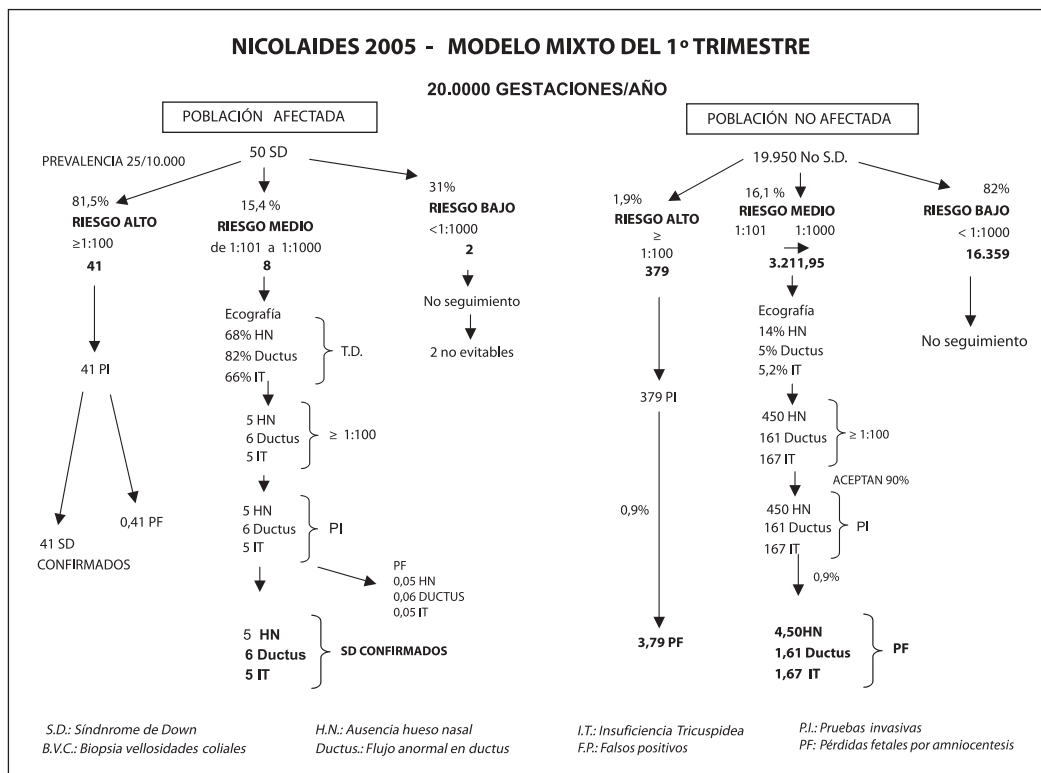 NICOLAIDES 2005 - MODELO MIXTO DEL 1º TRIMESTRE
20.0000 GESTACIONES/AÑO
POBLACIÓN AFECTADA
PREVALENCIA 25/10.000
50 SD
81,5%
RIESGO ALTO
≥1:100
41
41 PI
41 SD
CONFIRMADOS
0,41 PF
15,4 %
RIESGO MEDIO
de 1:101 a 1:1000
8
Ecografía
68% HN
82% Ductus
66% IT
T.D.
5 HN
6 Ductus
5 IT
≥ 1:100
5 HN
6 Ductus
5 IT
PI
PF
0,05 HN
0,06 DUCTUS
0,05 IT
5 HN
6 Ductus
5 IT
SD CONFIRMADOS
31%
RIESGO BAJO
<1:1000
2
No seguimiento
2 no evitables
POBLACIÓN NO AFECTADA
19.950 No S.D.
1,9%
RIESGO ALTO
≥
1:100
379
379 PI
0,9%
3,79 PF
16,1 %
RIESGO MEDIO
1:101 1:1000
3.211,95
Ecografía
14% HN
5% Ductus
5,2% IT
450 HN
161 Ductus
167 IT
≥ 1:100
ACEPTAN 90%
450 HN
161 Ductus
167 IT
PI
0,9%
4,50HN
1,61 Ductus
1,67 IT
PF
82%
RIESGO BAJO
< 1:1000
16.359
No seguimiento
S.D.: Síndnrome de Down
H.N.: Ausencia hueso nasal
I.T.: Insuficiencia Tricuspidea
P.I.: Pruebas invasivas
B.V.C.: Biopsia vellosidades coliales
Ductus.: Flujo anormal en ductus
F.P.: Falsos positivos
PF: Pérdidas fetales por amniocentesis